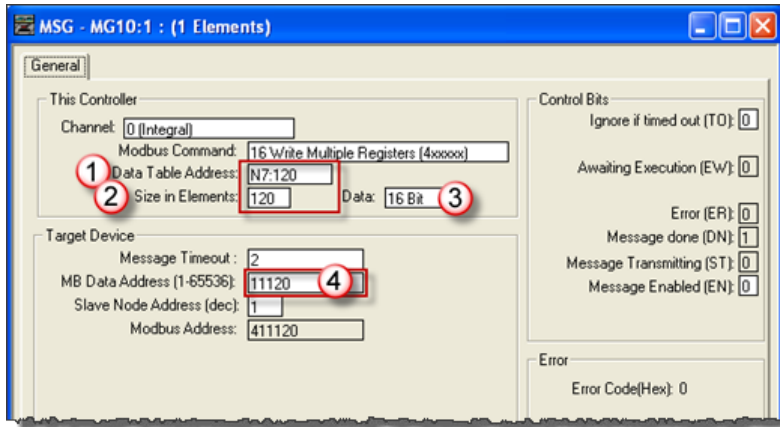 MSG - MG10:1 : (1 Elements)
General
This Controller
Channel: 0 (Integral)
Modbus Command: 16 Write Multiple Registers (4xxxxx)
1 Data Table Address: N7:120
2 Size in Elements: 120 Data: 16 Bit 3
Target Device
Message Timeout : 2
MB Data Address (1-65536): 11120 4
Slave Node Address (dec): 1
Modbus Address: 411120
Control Bits
Ignore if timed out (TO): 0
Awaiting Execution (EW): 0
Error (ER): 0
Message done (DN): 1
Message Transmitting (ST): 0
Message Enabled (EN): 0
Error
Error Code(Hex): 0